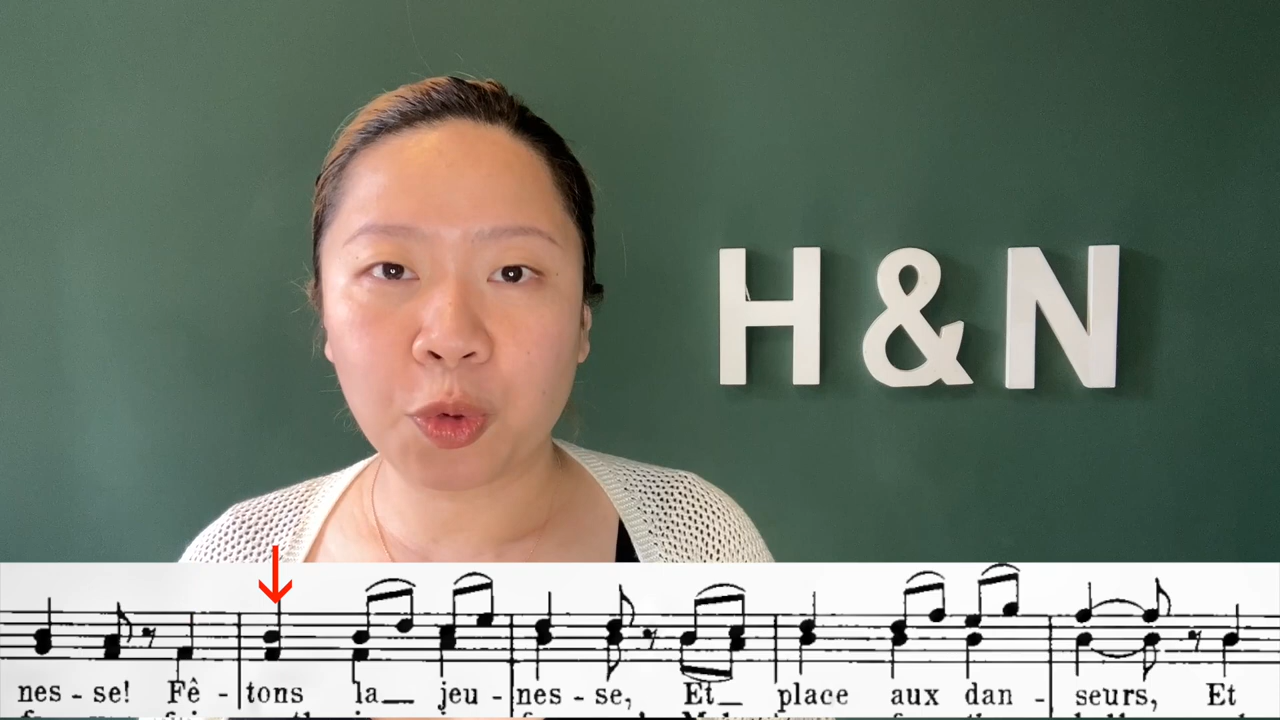 H&N
nes - se! Fê - tons la jeu - nes - se, Et place aux dan - seurs, Et